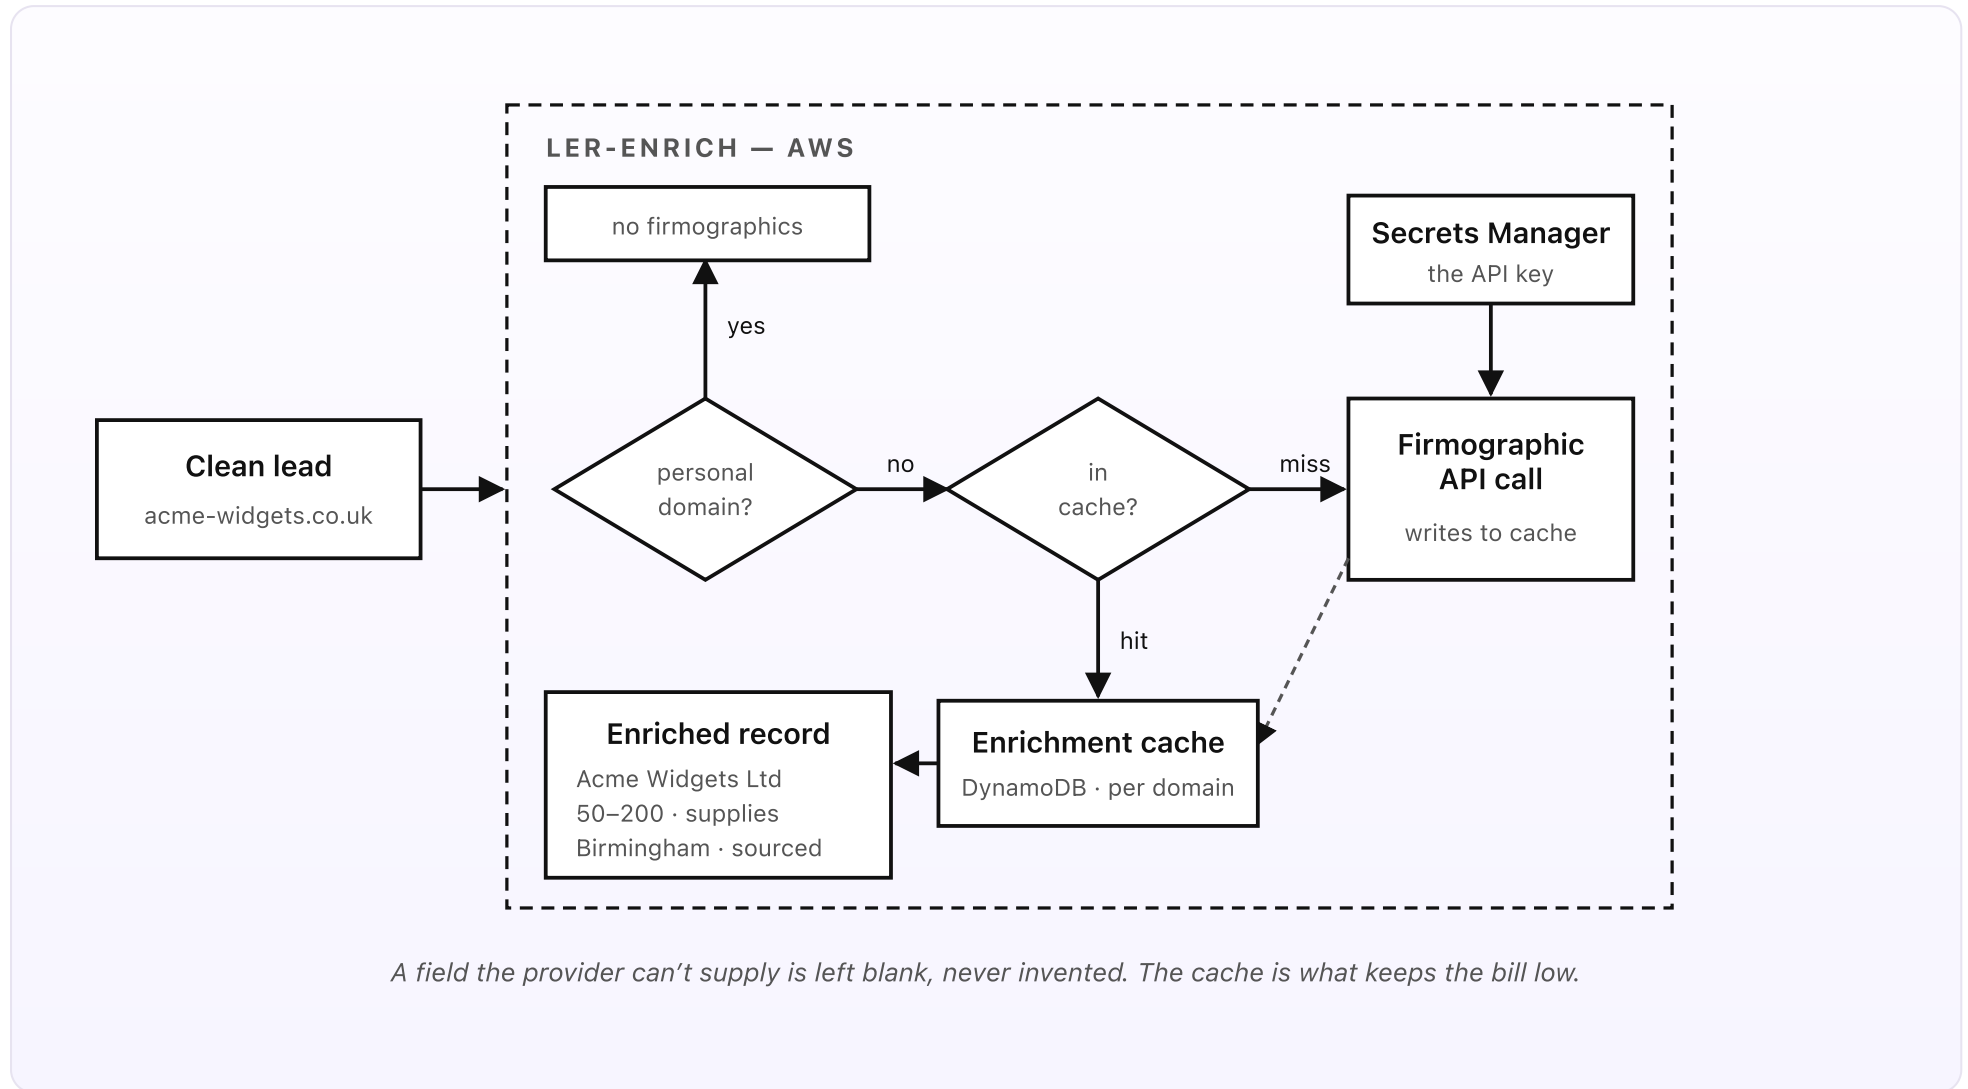 LER-ENRICH — AWS
no firmographics
Secrets Manager
the API key
yes
Clean lead
acme-widgets.co.uk
personal
domain?
no
in
cache?
miss
Firmographic
API call
writes to cache
hit
Enriched record
Acme Widgets Ltd
50–200 · supplies
Birmingham · sourced
Enrichment cache
DynamoDB · per domain
A field the provider can’t supply is left blank, never invented. The cache is what keeps the bill low.